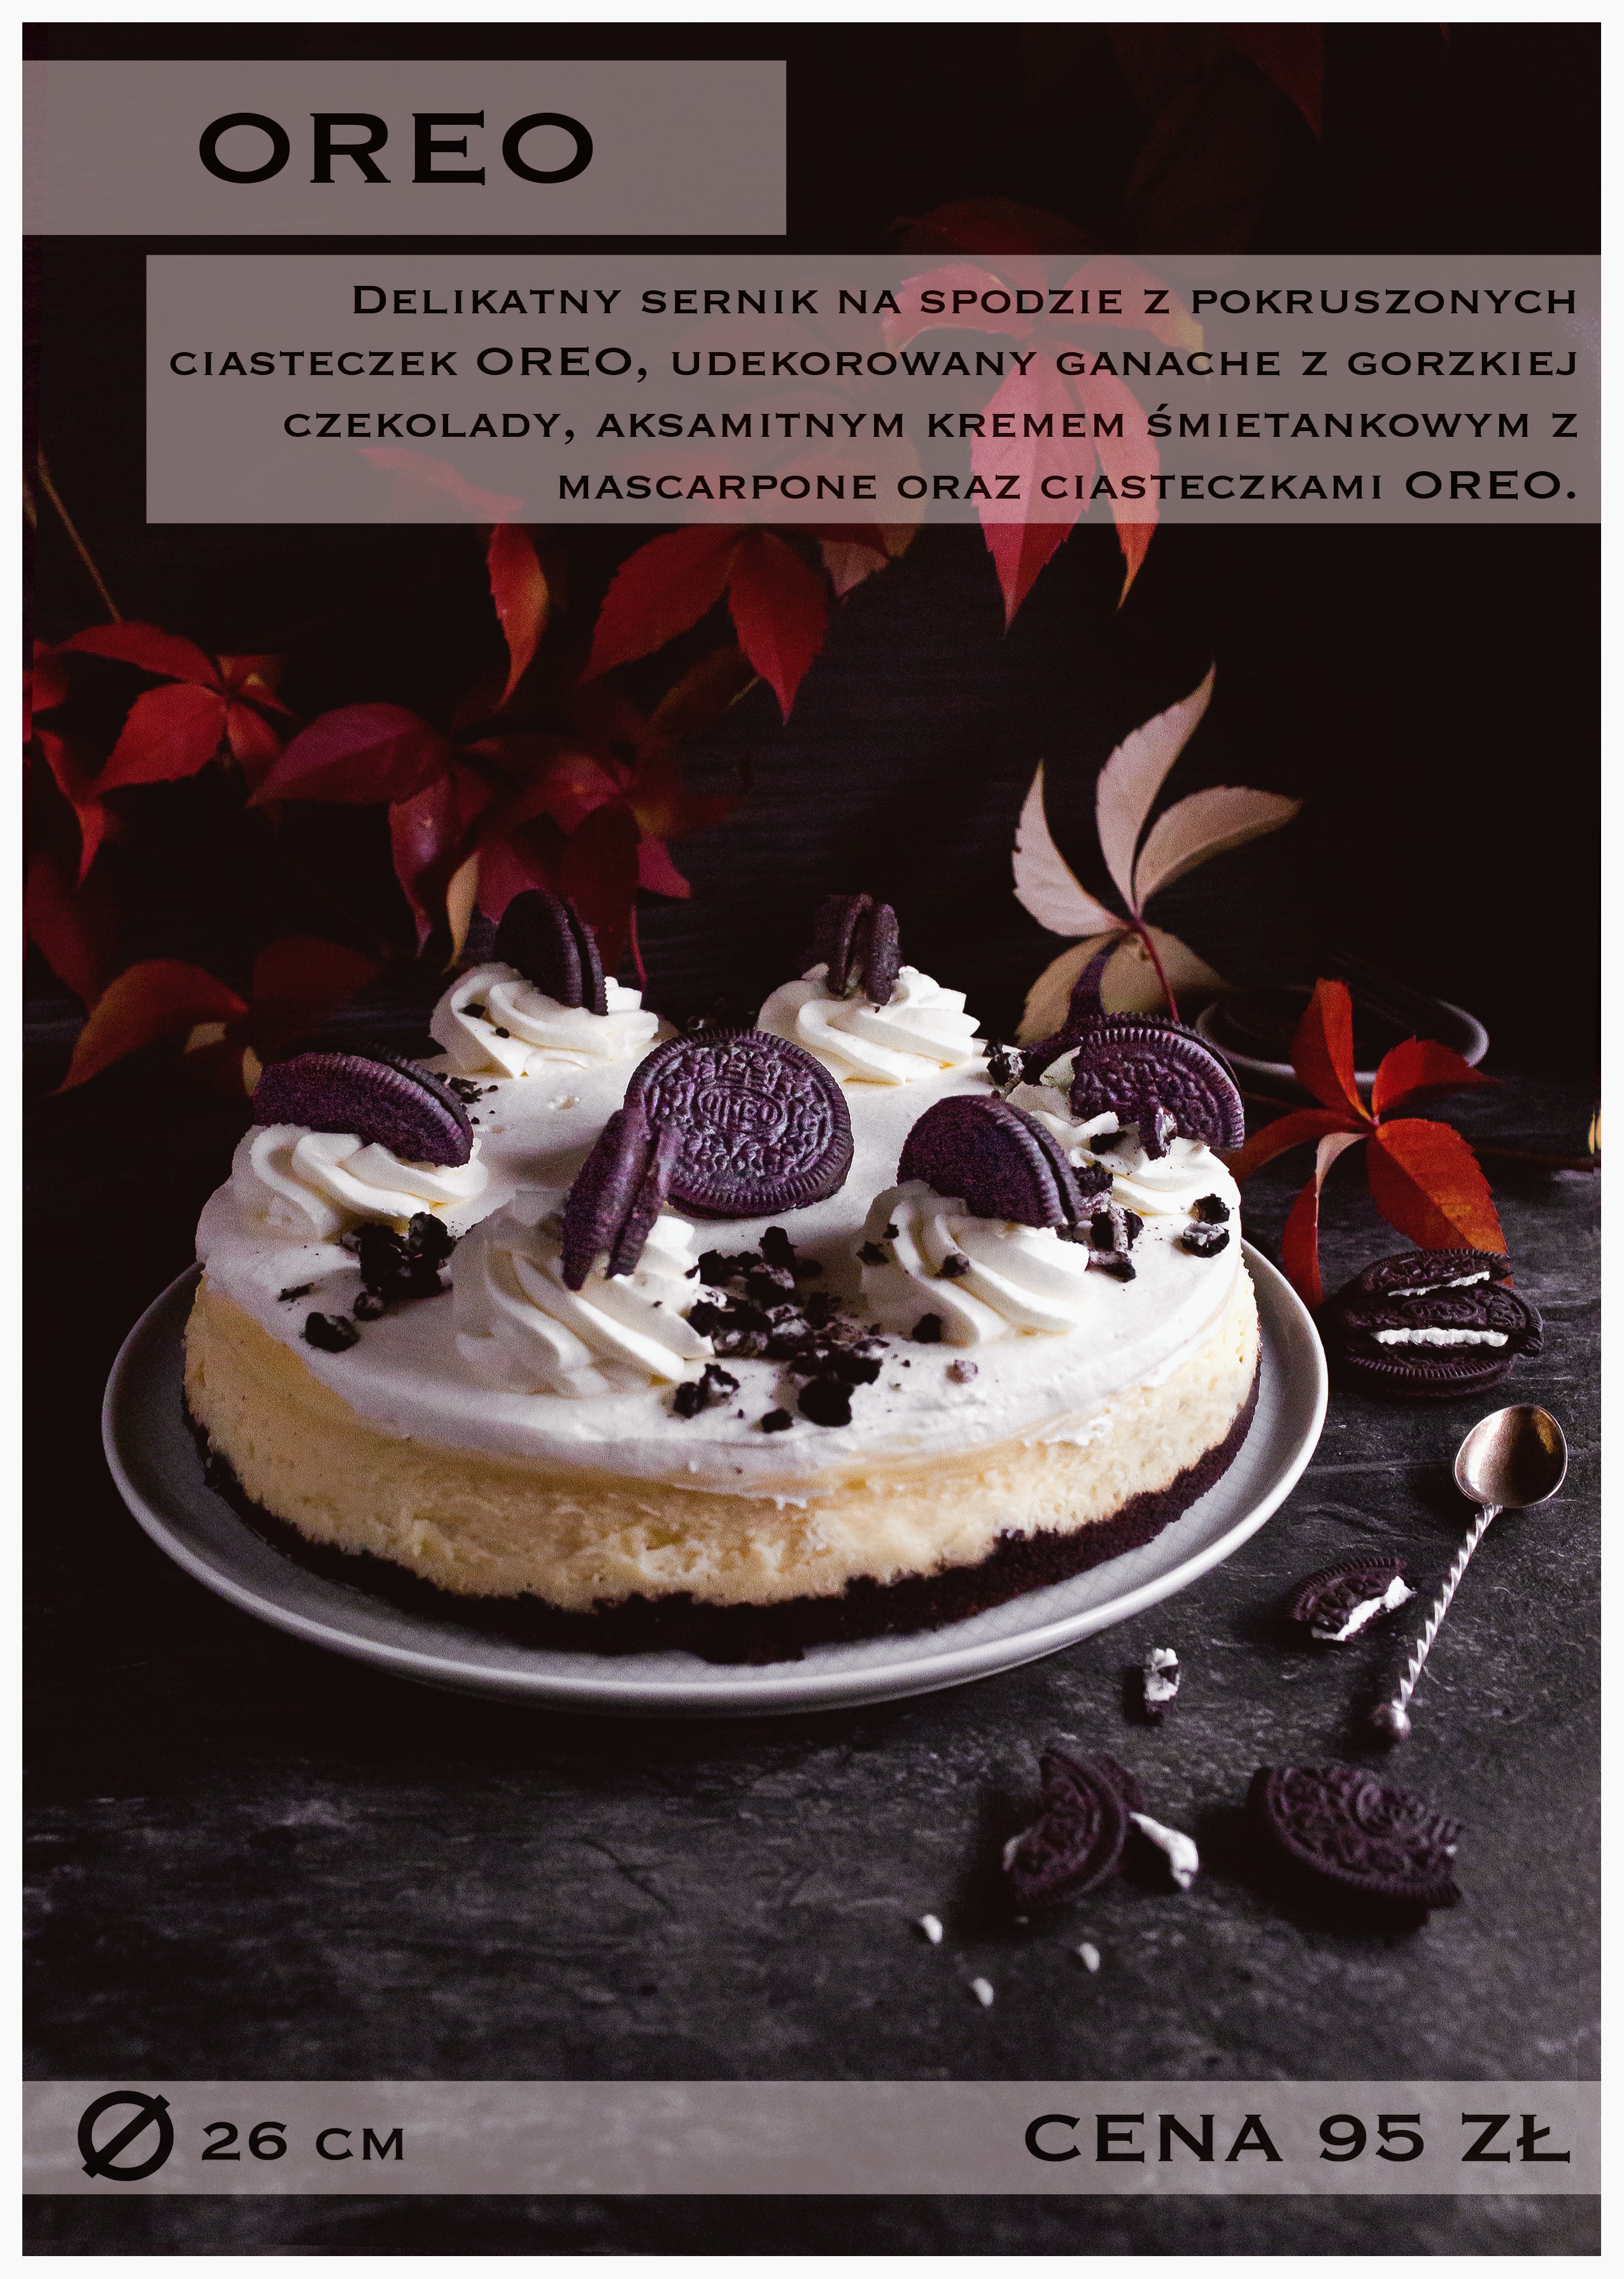 OREO
Delikatny sernik na spodzie z pokruszonych
ciasteczek OREO, udekorowany ganache z gorzkiej
czekolady, aksamitnym kremem śmietankowym z
mascarpone oraz ciasteczkami OREO.
OREO
Ø 26 cm
CENA 95 ZŁ